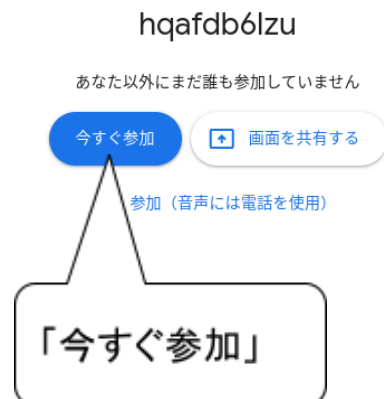 hqafdb6lzu
あなた以外にまだ誰も参加していません
今すぐ参加
画面を共有する
参加（音声には電話を使用）
「今すぐ参加」